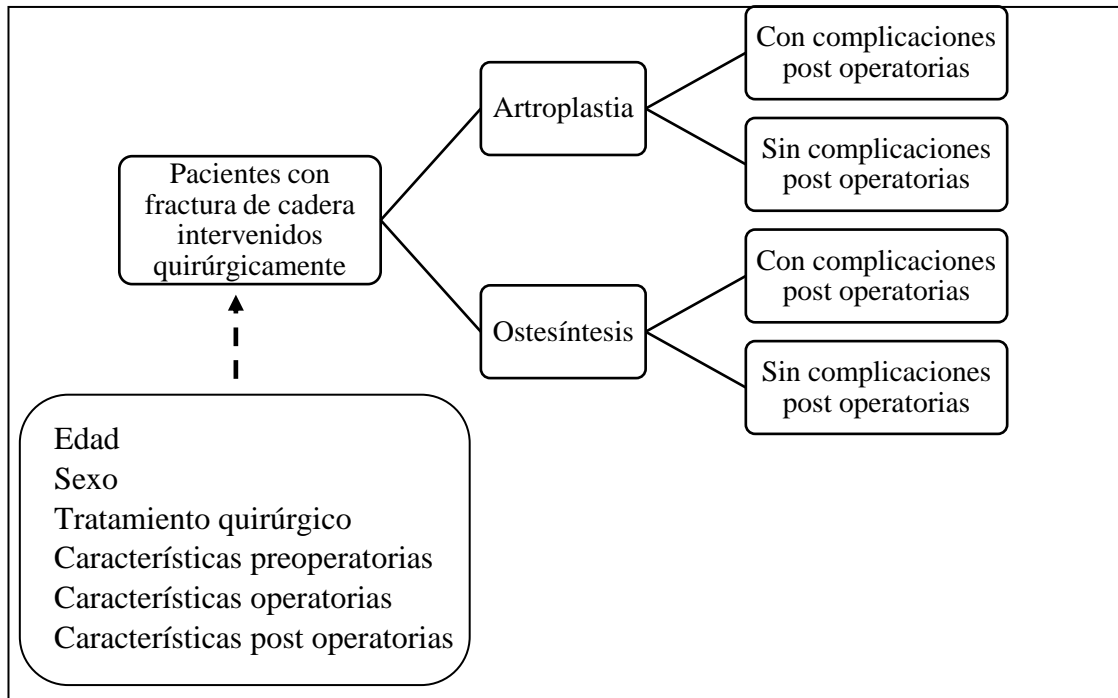 Con complicaciones
post operatorias
Artroplastia
Sin complicaciones
post operatorias
Pacientes con
fractura de cadera
intervenidos
quirúrgicamente
Con complicaciones
post operatorias
Ostesíntesis
Sin complicaciones
post operatorias
Edad
Sexo
Tratamiento quirúrgico
Características preoperatorias
Características operatorias
Características post operatorias